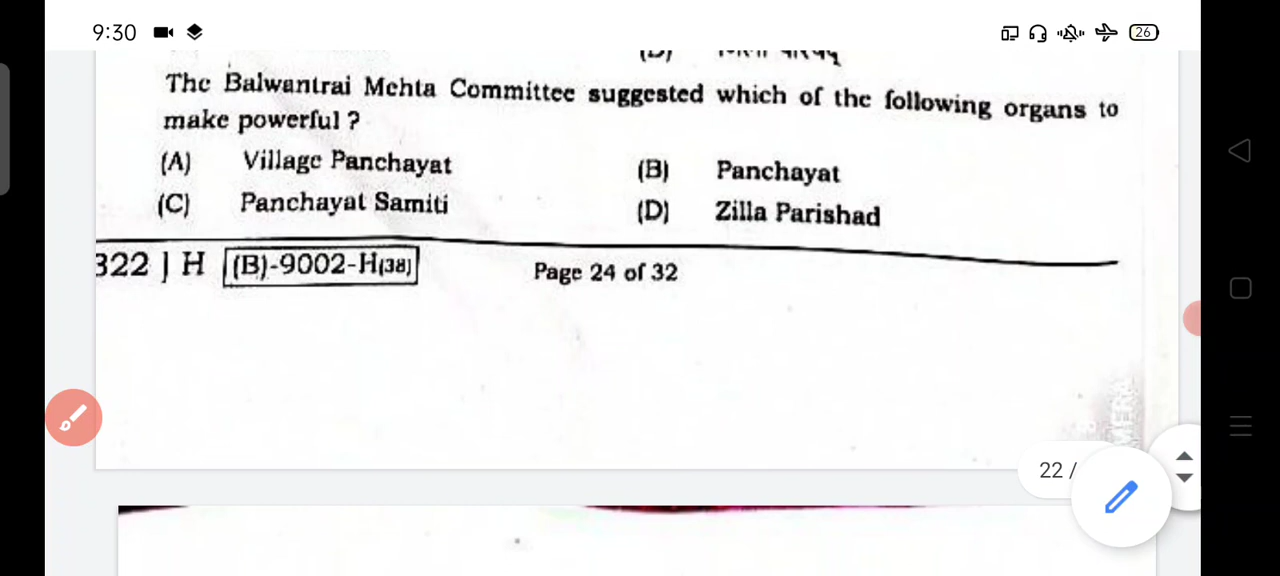 9:30
26
(D)
The Balwantrai Mehta Committee suggested which of the following organs to
make powerful ?
(A) Village Panchayat (B) Panchayat
(C) Panchayat Samiti (D) Zilla Parishad
322 ] H (B)-9002-H(38) Page 24 of 32
22 /